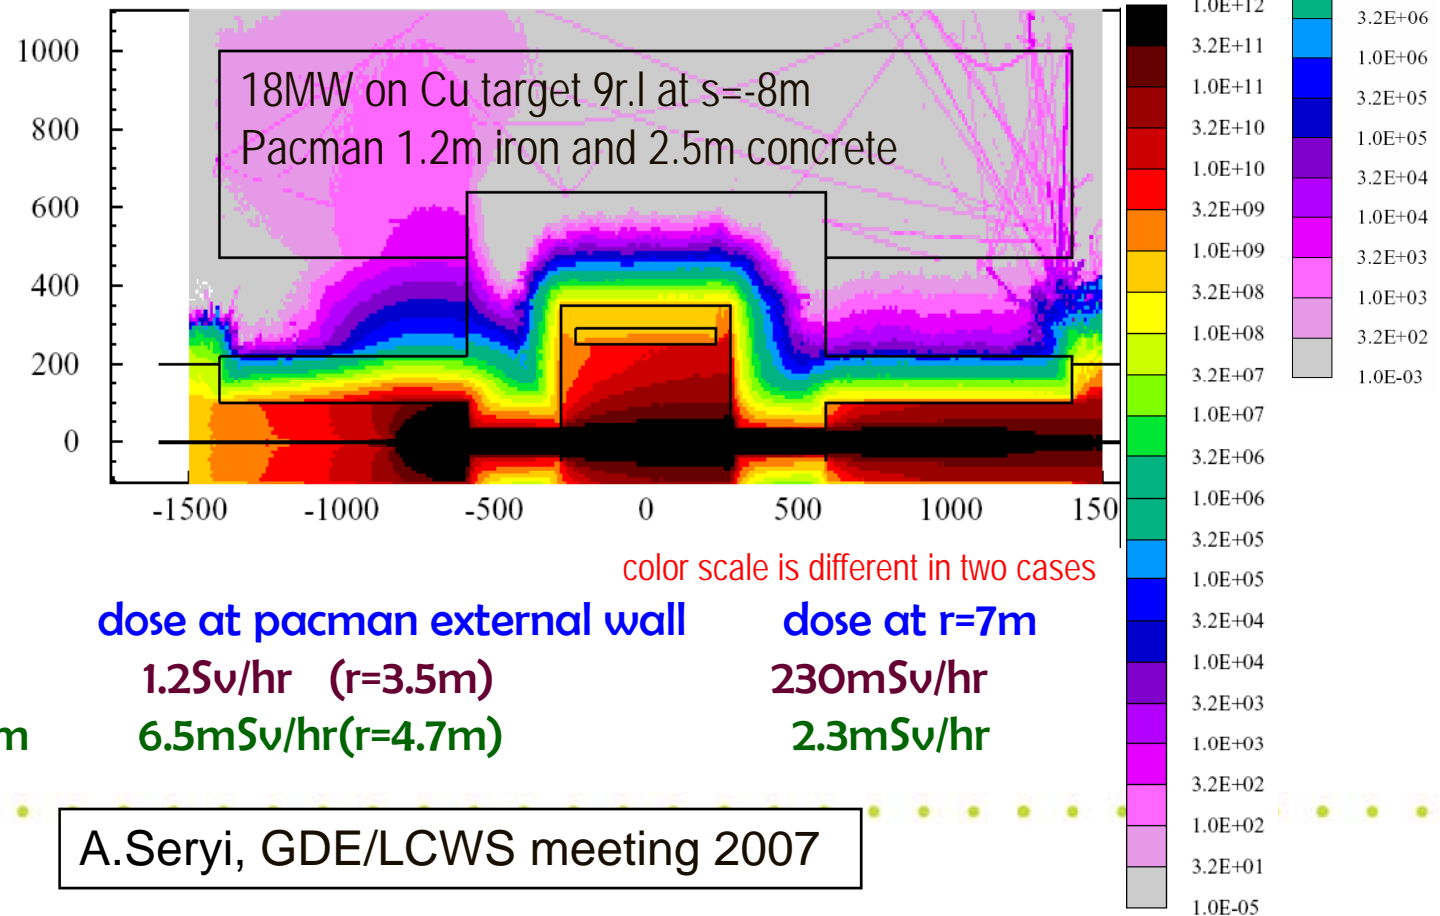 1000
800
600
400
200
0
18MW on Cu target 9r.l at s=-8m
Pacman 1.2m iron and 2.5m concrete
-1500 -1000 -500 0 500 1000 150
color scale is different in two cases
dose at pacman external wall dose at r=7m
1.2Sv/hr (r=3.5m) 230mSv/hr
m 6.5mSv/hr(r=4.7m) 2.3mSv/hr
A.Seryi, GDE/LCWS meeting 2007
1.0E+12
3.2E+11
1.0E+11
3.2E+10
1.0E+10
3.2E+09
1.0E+09
3.2E+08
1.0E+08
3.2E+07
1.0E+07
3.2E+06
1.0E+06
3.2E+05
1.0E+05
3.2E+04
1.0E+04
3.2E+03
1.0E+03
3.2E+02
1.0E+02
3.2E+01
1.0E-05
3.2E+06
1.0E+06
3.2E+05
1.0E+05
3.2E+04
1.0E+04
3.2E+03
1.0E+03
3.2E+02
1.0E-03